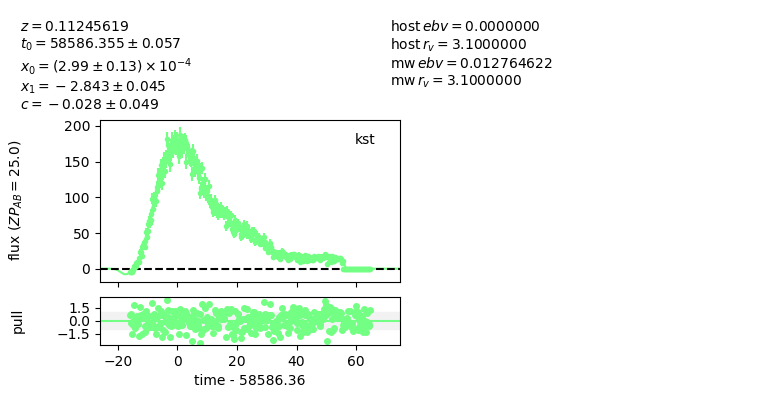 z = 0.11245619
t₀ = 58586.355 ± 0.057
x₀ = (2.99 ± 0.13) × 10⁻⁴
x₁ = −2.843 ± 0.045
c = −0.028 ± 0.049
host ebv = 0.0000000
host r_v = 3.1000000
mw ebv = 0.012764622
mw r_v = 3.1000000
kst
flux (ZP_AB = 25.0)
200
150
100
50
0
pull
1.5
0.0
−1.5
−20 0 20 40 60
time - 58586.36